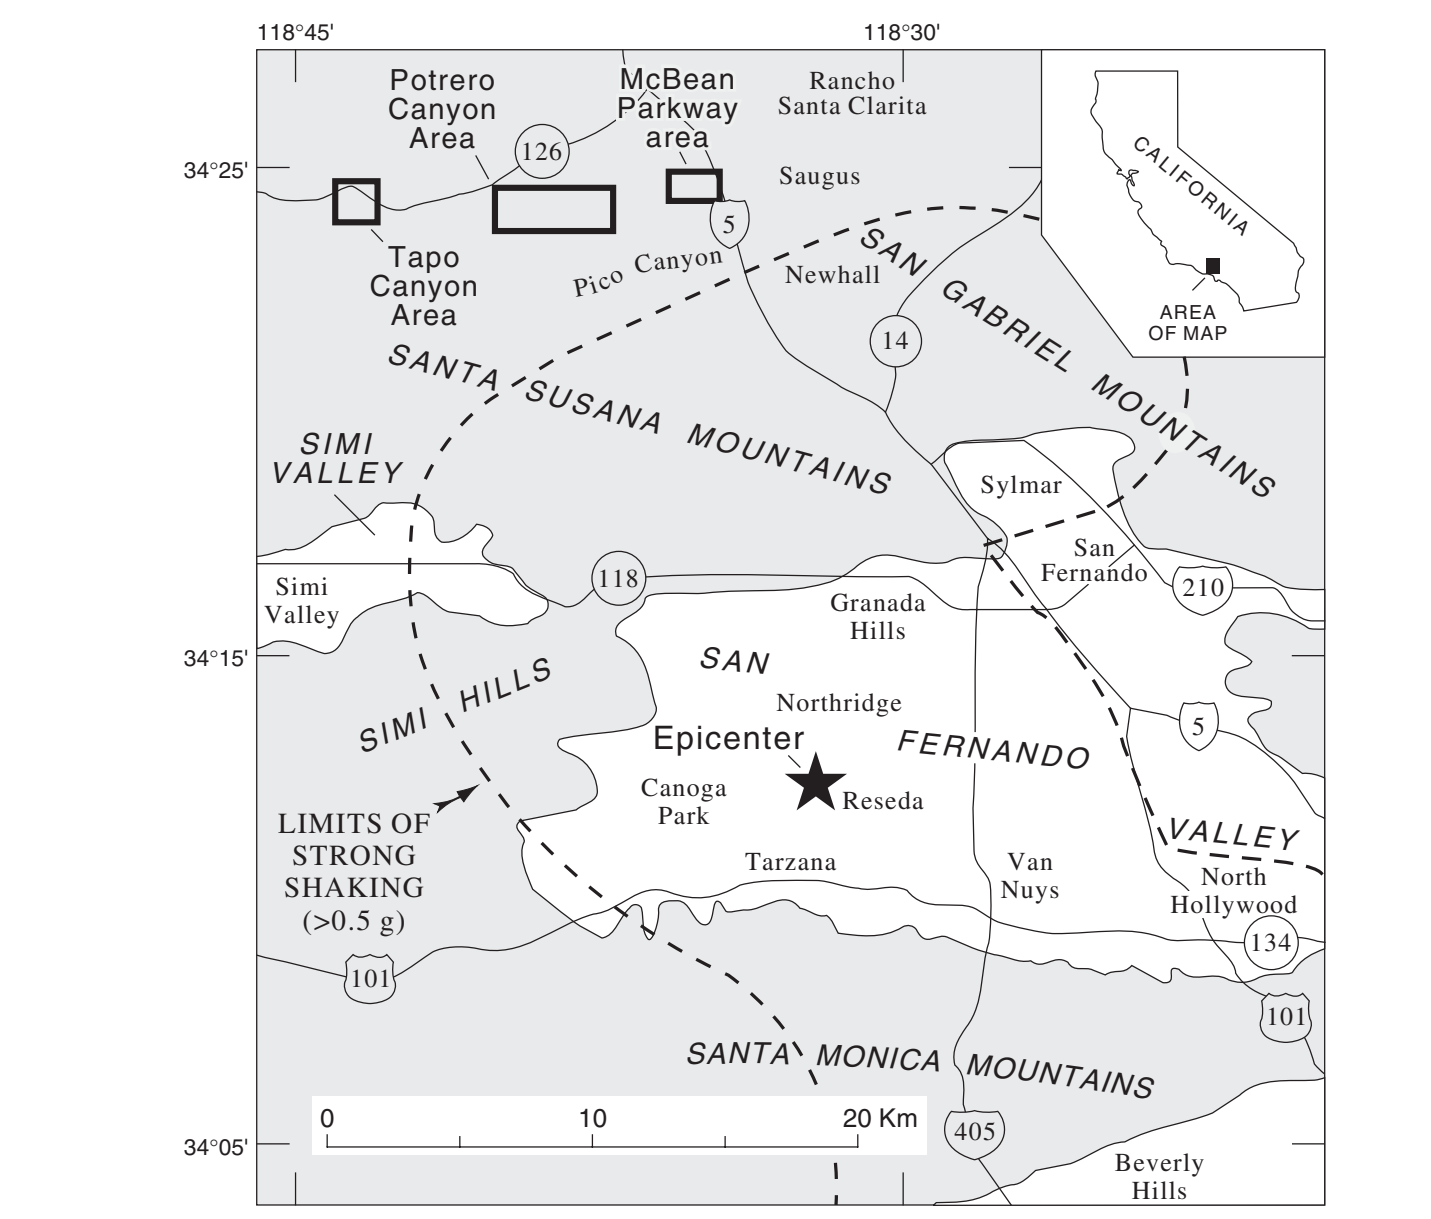 118°45'
118°30'
Potrero
Canyon
Area
McBean
Parkway
area
Rancho
Santa Clarita
126
34°25'
Saugus
CALIFORNIA
5
Tapo
Canyon
Area
Pico Canyon
Newhall
AREA
OF MAP
14
SAN GABRIEL MOUNTAINS
SANTA SUSANA MOUNTAINS
SIMI
VALLEY
Sylmar
San
Fernando
118
210
Simi
Valley
Granada
Hills
34°15'
SAN
FERNANDO
VALLEY
SIMI HILLS
Northridge
5
Epicenter
Canoga
Park
Reseda
LIMITS OF
STRONG
SHAKING
(>0.5 g)
Tarzana
Van
Nuys
North
Hollywood
134
101
101
SANTA MONICA MOUNTAINS
0 10 20 Km
405
34°05'
Beverly
Hills